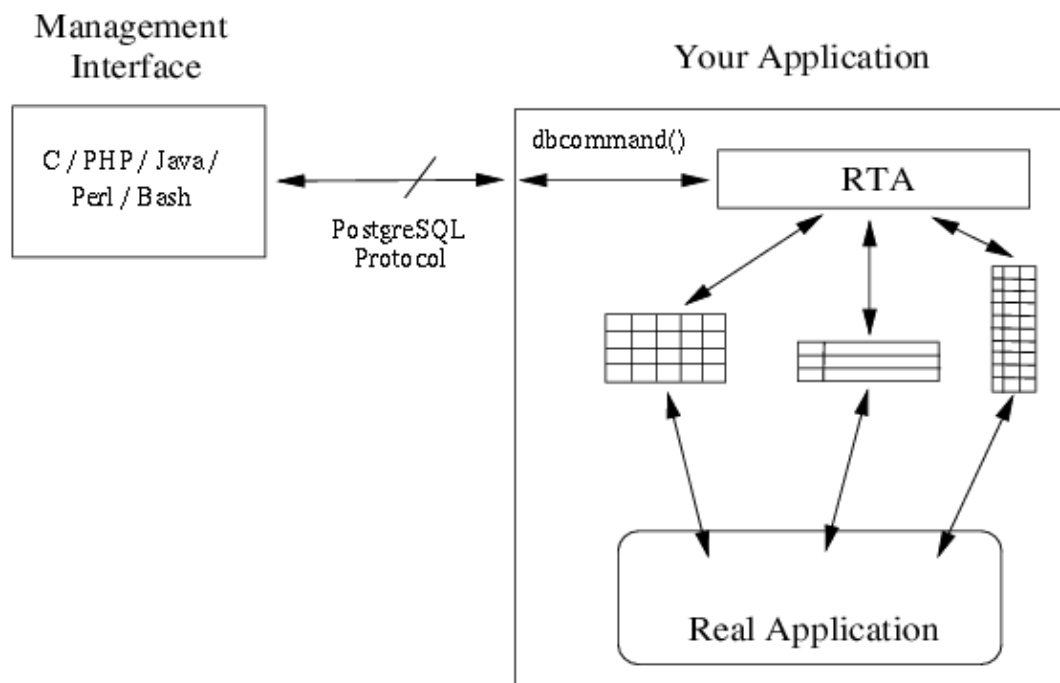 Management
Interface
Your Application
C / PHP / Java /
Perl / Bash
PostgreSQL
Protocol
dbcommand()
RTA
Real Application